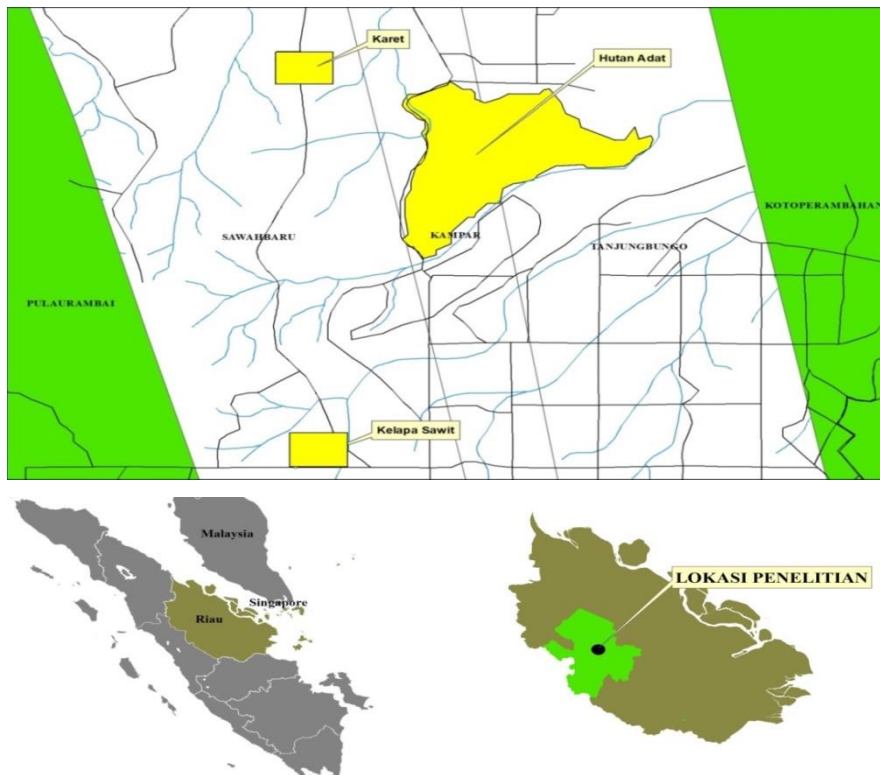 Karet
Hutan Adat
KOTOPERAMBAHAN
SAWAHBARU
KAMPAR
TANJUNGBUNGO
PULAURAMBAI
Kelapa Sawit
Malaysia
Singapore
Riau
LOKASI PENELITIAN